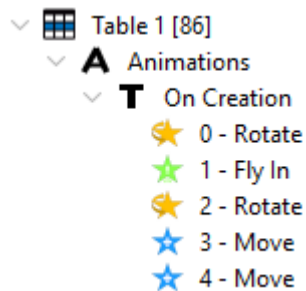 Table 1 [86]
Animations
On Creation
0 - Rotate
1 - Fly In
2 - Rotate
3 - Move
4 - Move